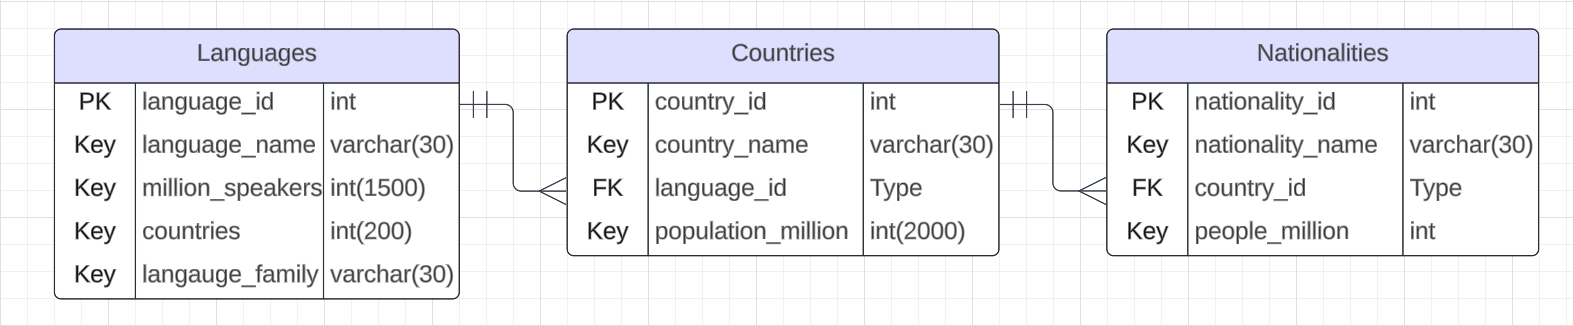 Languages
PK language_id int
Key language_name varchar(30)
Key million_speakers int(1500)
Key countries int(200)
Key langauge_family varchar(30)
Countries
PK country_id int
Key country_name varchar(30)
FK language_id Type
Key population_million int(2000)
Nationalities
PK nationality_id int
Key nationality_name varchar(30)
FK country_id Type
Key people_million int